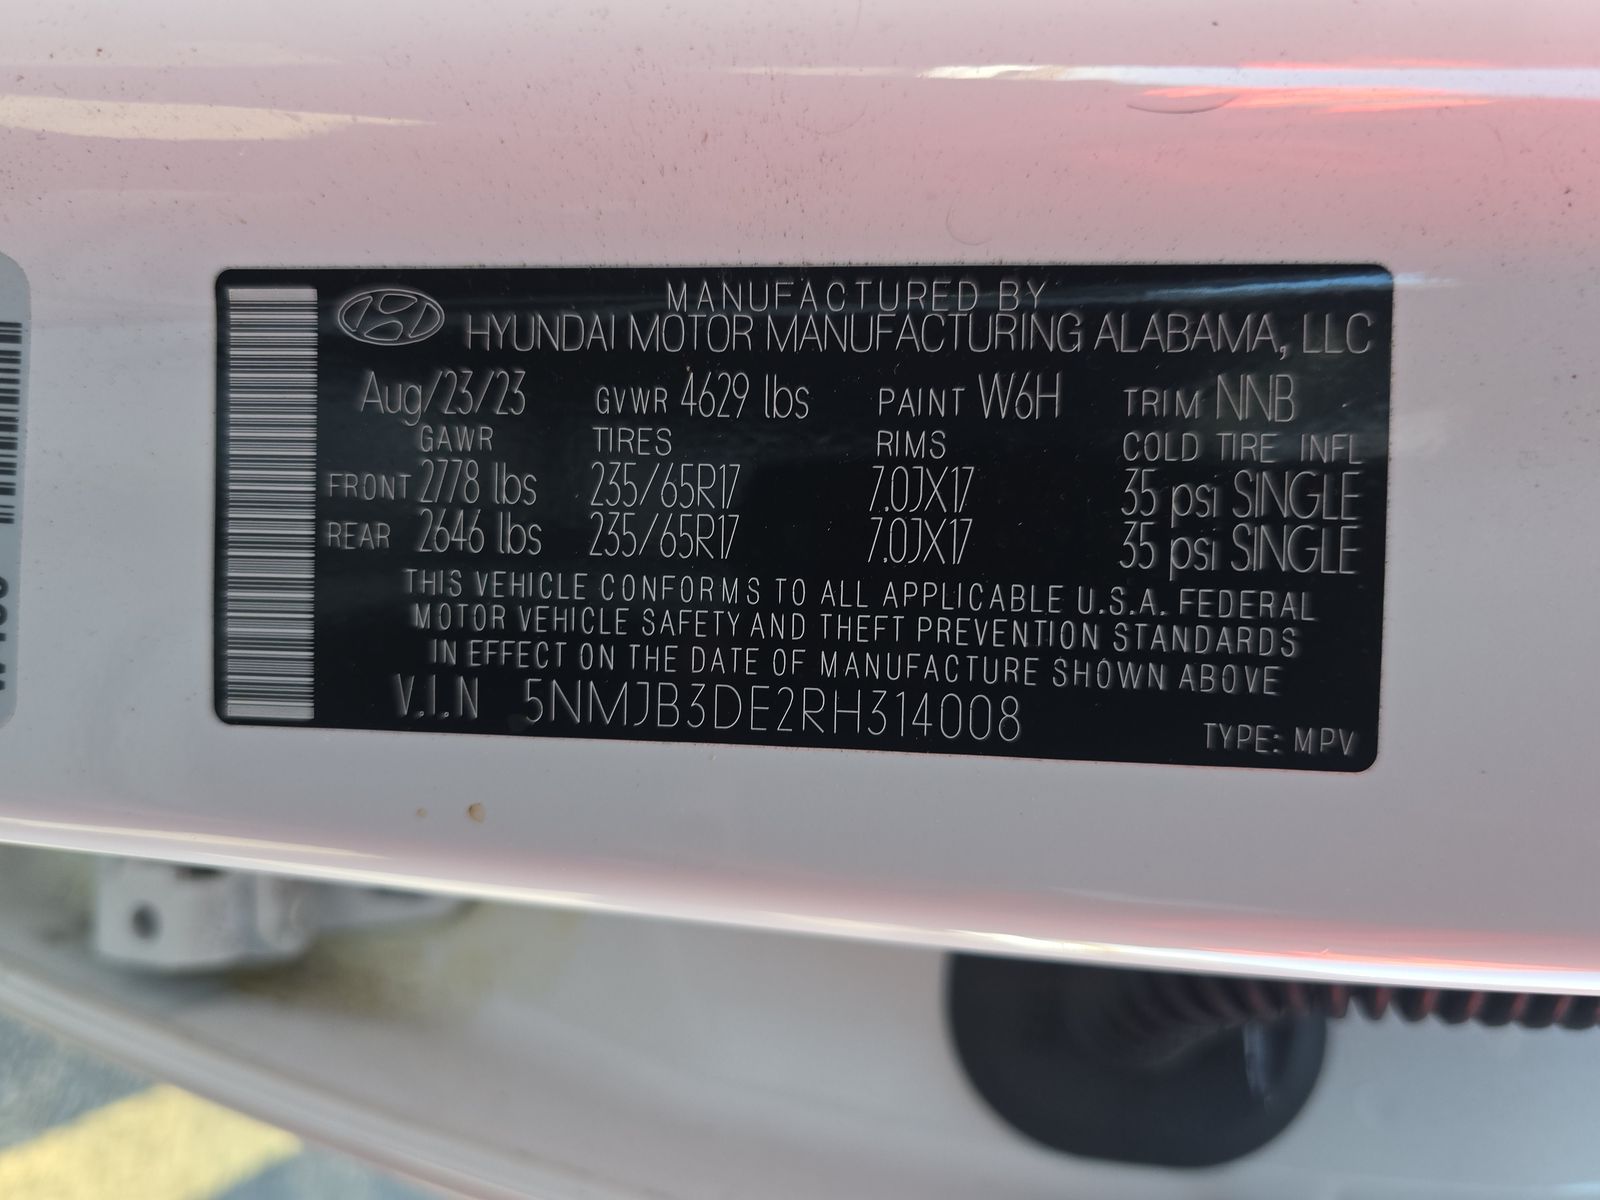 MANUFACTURED BY
HYUNDAI MOTOR MANUFACTURING ALABAMA, LLC
Aug/23/23 GVWR 4629 lbs PAINT W6H TRIM NNB
GAWR TIRES RIMS COLD TIRE INFL
FRONT 2778 lbs 235/65R17 7.0JX17 35 psi SINGLE
REAR 2646 lbs 235/65R17 7.0JX17 35 psi SINGLE
THIS VEHICLE CONFORMS TO ALL APPLICABLE U.S.A. FEDERAL
MOTOR VEHICLE SAFETY AND THEFT PREVENTION STANDARDS
IN EFFECT ON THE DATE OF MANUFACTURE SHOWN ABOVE
V.I.N 5NMJB3DE2RH314008
TYPE: MPV